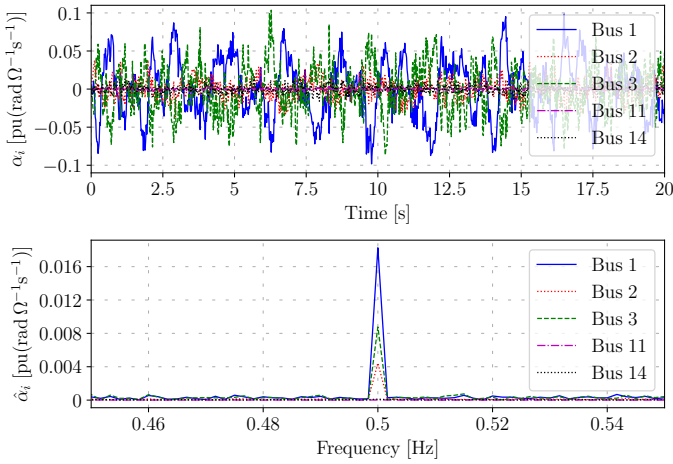 0.10
0.05
0
−0.05
−0.1
α_i [pu(rad Ω⁻¹s⁻¹)]
Bus 1
Bus 2
Bus 3
Bus 11
Bus 14
0 2.5 5 7.5 10 12.5 15 17.5 20
Time [s]
0.016
0.012
0.008
0.004
0
α̂_i [pu(rad Ω⁻¹s⁻¹)]
Bus 1
Bus 2
Bus 3
Bus 11
Bus 14
0.46 0.48 0.5 0.52 0.54
Frequency [Hz]